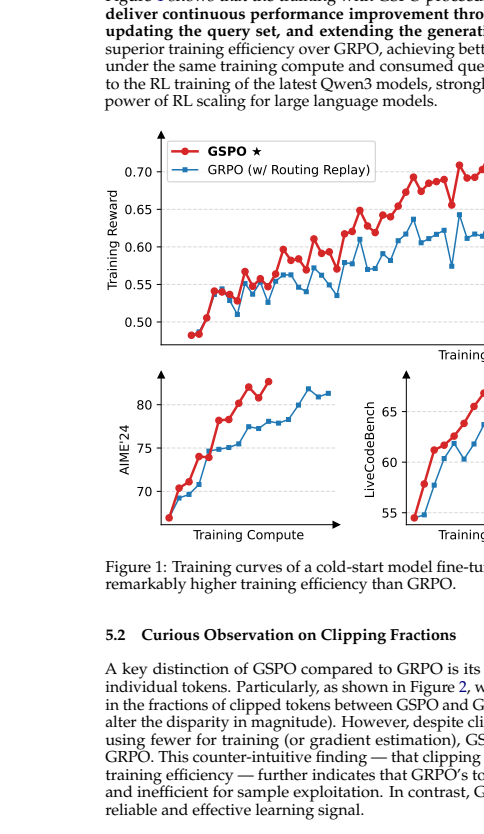 deliver continuous performance improvement thro
updating the query set, and extending the generati
superior training efficiency over GRPO, achieving bett
under the same training compute and consumed que
to the RL training of the latest Qwen3 models, strongl
power of RL scaling for large language models.
GSPO ★
GRPO (w/ Routing Replay)
Training Reward
0.70
0.65
0.60
0.55
0.50
Training
AIME'24
80
75
70
Training Compute
LiveCodeBench
65
60
55
Training
Figure 1: Training curves of a cold-start model fine-tu
remarkably higher training efficiency than GRPO.
5.2 Curious Observation on Clipping Fractions
A key distinction of GSPO compared to GRPO is its
individual tokens. Particularly, as shown in Figure 2, w
in the fractions of clipped tokens between GSPO and G
alter the disparity in magnitude). However, despite cli
using fewer for training (or gradient estimation), GS
GRPO. This counter-intuitive finding — that clipping
training efficiency — further indicates that GRPO's to
and inefficient for sample exploitation. In contrast, G
reliable and effective learning signal.